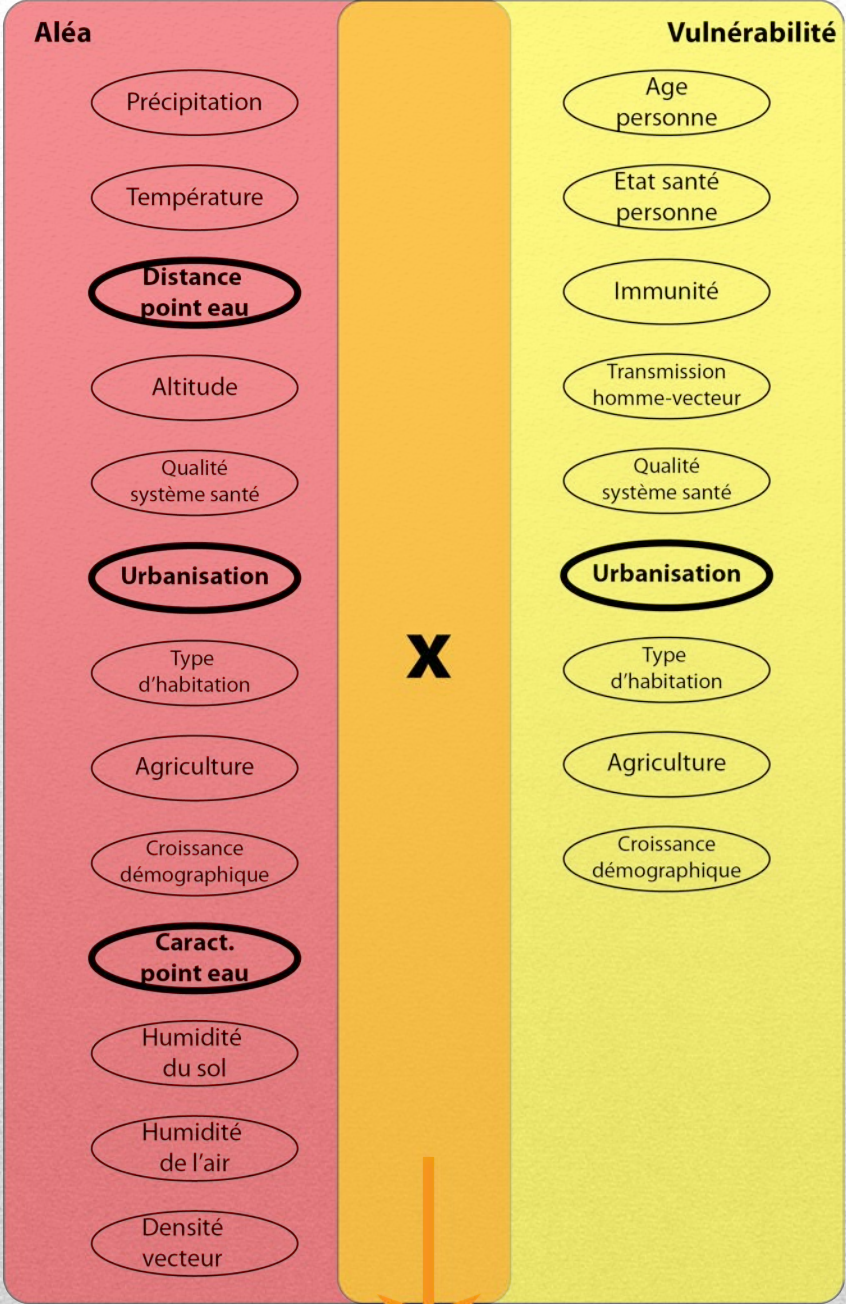 Aléa
Précipitation
Température
Distance
point eau
Altitude
Qualité
système santé
Urbanisation
Type
d'habitation
Agriculture
Croissance
démographique
Caract.
point eau
Humidité
du sol
Humidité
de l'air
Densité
vecteur
X
Vulnérabilité
Age
personne
Etat santé
personne
Immunité
Transmission
homme-vecteur
Qualité
système santé
Urbanisation
Type
d'habitation
Agriculture
Croissance
démographique